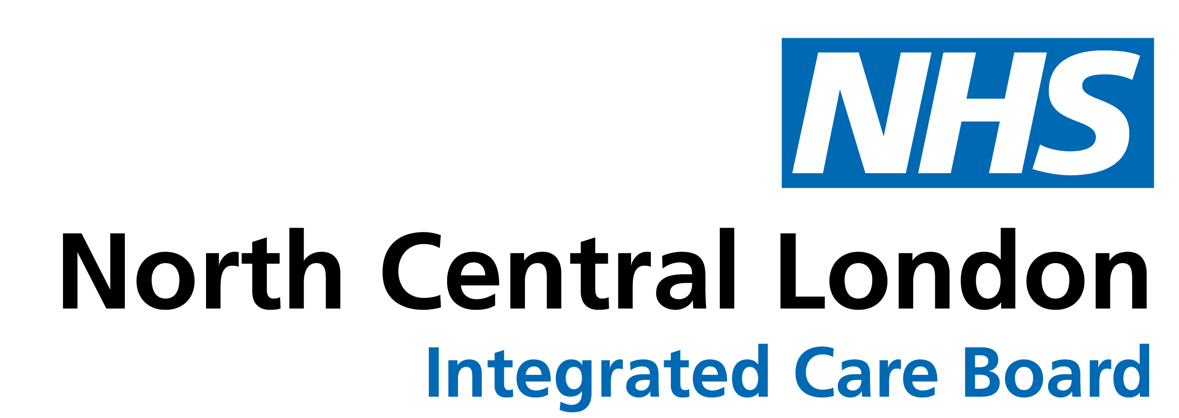 NHS
North Central London
Integrated Care Board